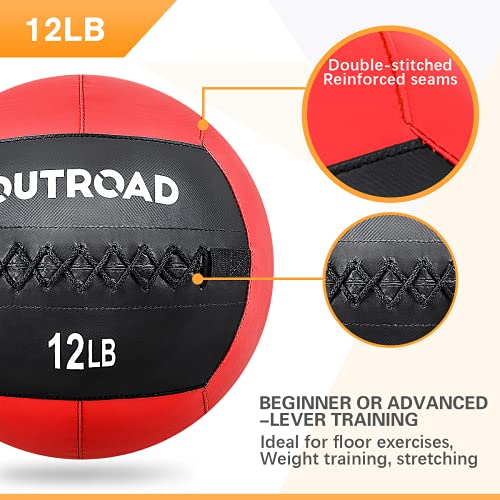 12LB
Double-stitched
Reinforced seams
OUTROAD
12LB
BEGINNER OR ADVANCED
-LEVER TRAINING
Ideal for floor exercises,
Weight training, stretching